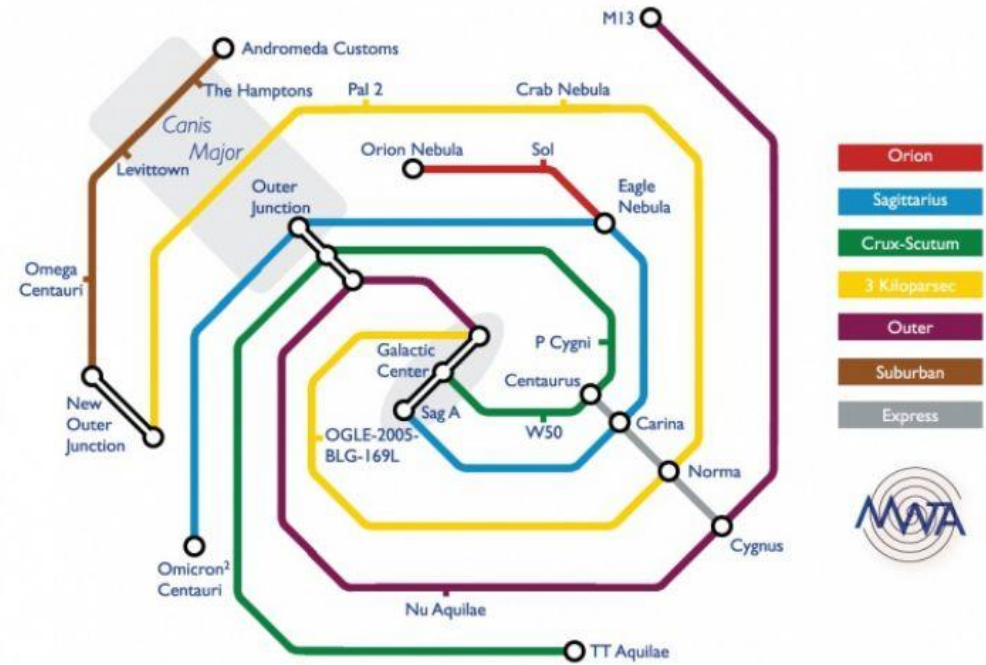 M13
Andromeda Customs
The Hamptons
Pal 2
Crab Nebula
Canis
Major
Levittown
Orion Nebula
Sol
Outer
Junction
Eagle
Nebula
Omega
Centauri
P Cygni
Galactic
Center
Centaurus
New
Outer
Junction
Sag A
W50
Carina
OGLE-2005-
BLG-169L
Norma
Cygnus
Omicron² 
Centauri
Nu Aquilae
TT Aquilae
Orion
Sagittarius
Crux-Scutum
3 Kiloparsec
Outer
Suburban
Express
MWTA